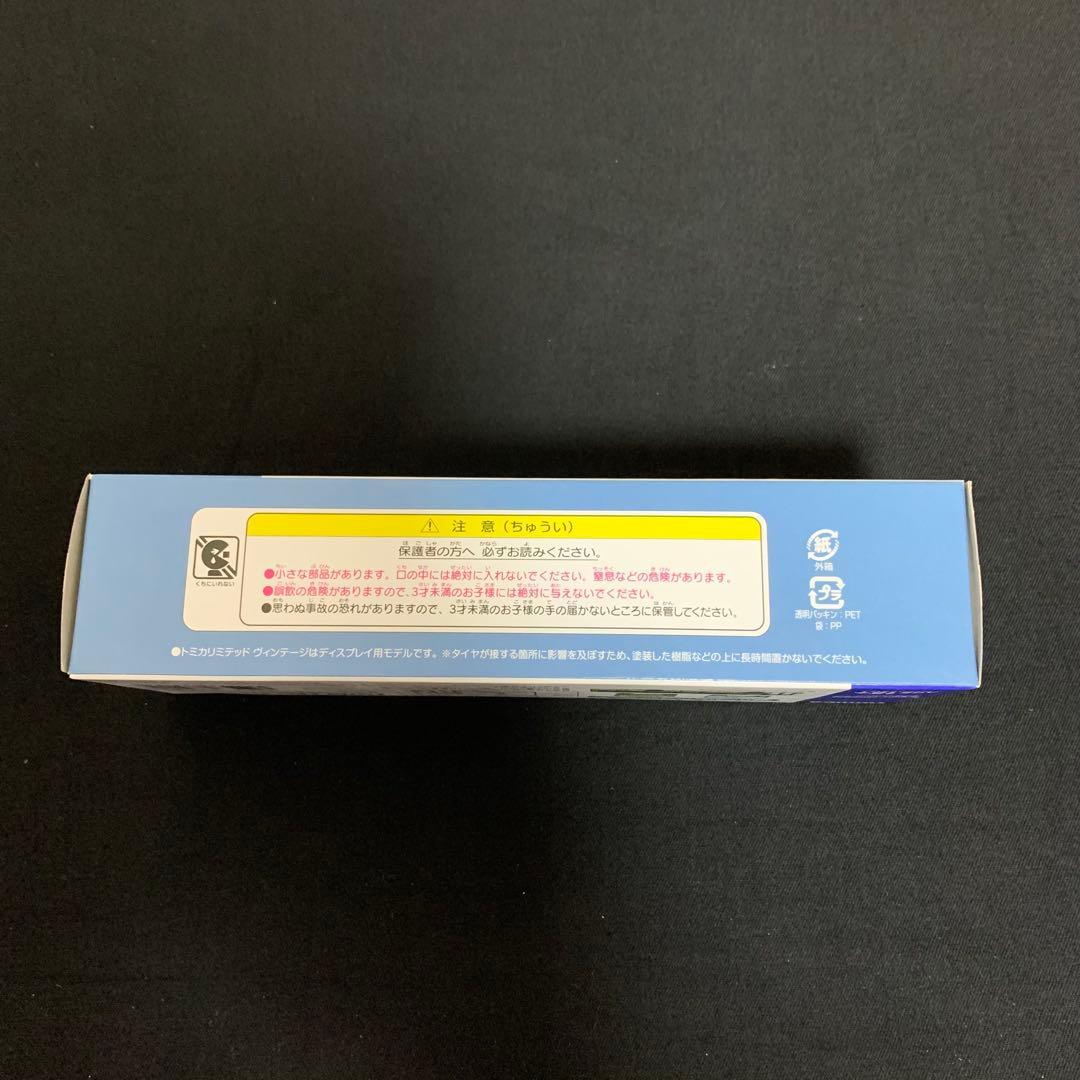 注意（ちゅうい）
保護者の方へ 必ずお読みください。
●小さな部品があります。口の中には絶対に入れないでください。窒息などの危険があります。
●誤飲の危険がありますので、3才未満のお子様には絶対に与えないでください。
●思わぬ事故の恐れがありますので、3才未満のお子様の手の届かないところに保管してください。
くちにいれない
●トミカリミテッド ヴィンテージはディスプレイ用モデルです。※タイヤが接する箇所に影響を及ぼすため、塗装した樹脂などの上に長時間置かないでください。
紙
外箱
プラ
透明パッキン：PET
袋：PP